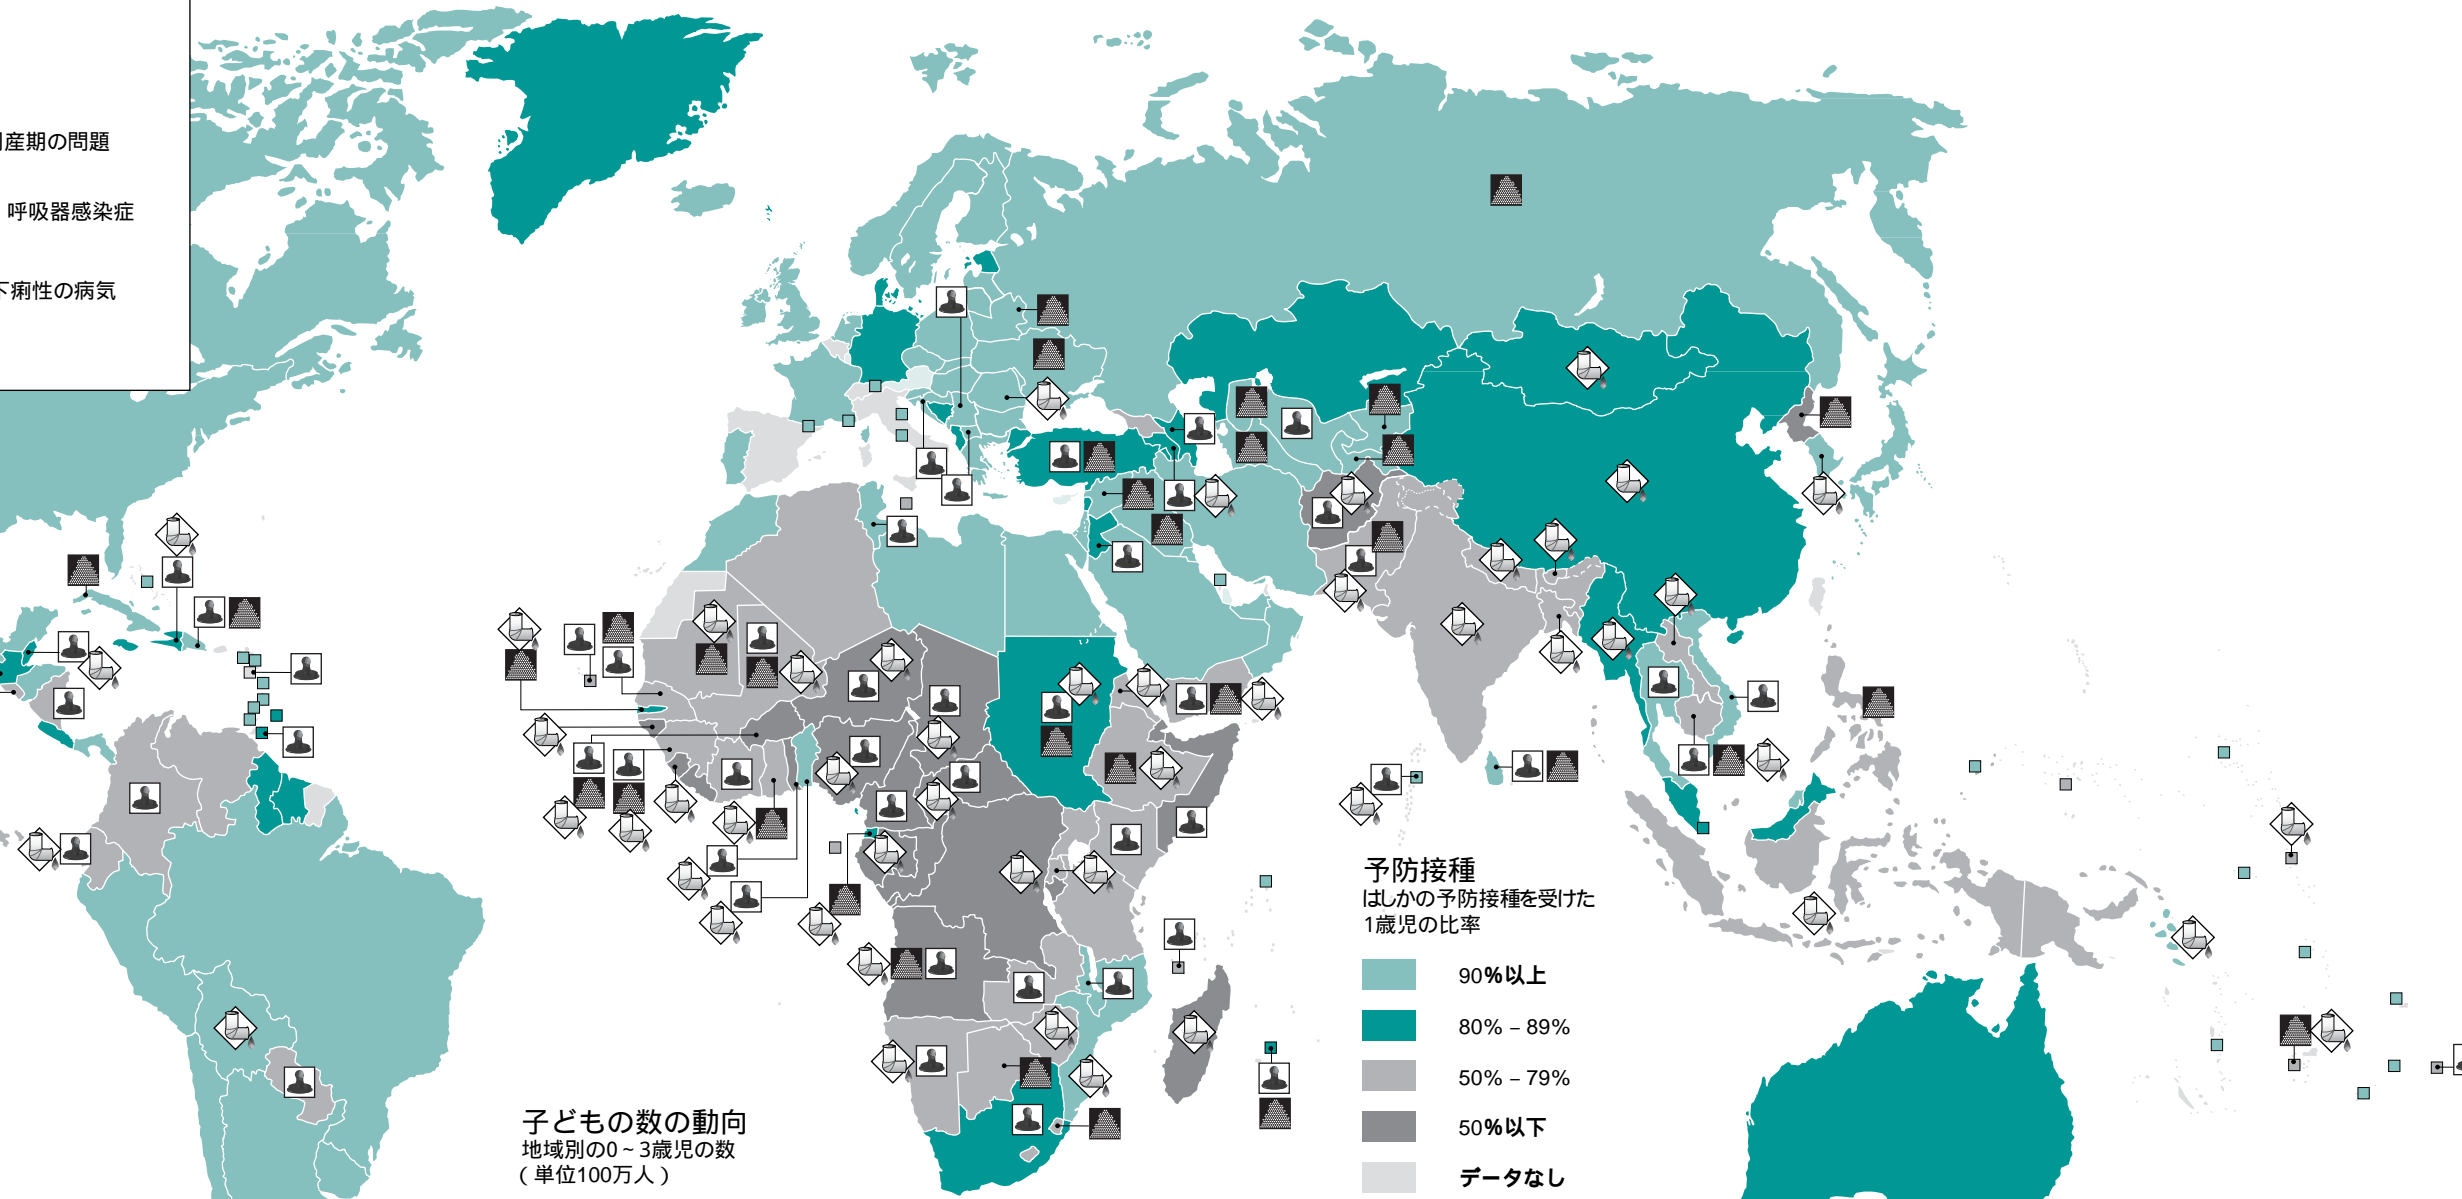 産期の問題
呼吸器感染症
下痢性の病気
予防接種
はしかの予防接種を受けた
1歳児の比率
90%以上
80% – 89%
50% – 79%
50%以下
データなし
子どもの数の動向
地域別の0~3歳児の数
(単位100万人)